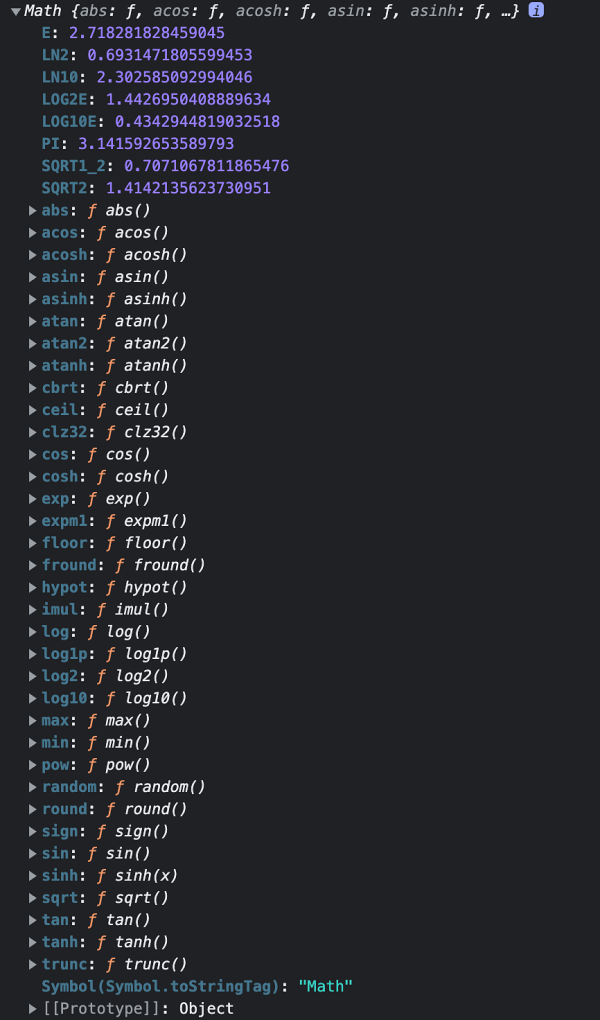 ▼Math {abs: ƒ, acos: ƒ, acosh: ƒ, asin: ƒ, asinh: ƒ, …} i
E: 2.718281828459045
LN2: 0.6931471805599453
LN10: 2.302585092994046
LOG2E: 1.4426950408889634
LOG10E: 0.4342944819032518
PI: 3.141592653589793
SQRT1_2: 0.7071067811865476
SQRT2: 1.4142135623730951
▶ abs: ƒ abs()
▶ acos: ƒ acos()
▶ acosh: ƒ acosh()
▶ asin: ƒ asin()
▶ asinh: ƒ asinh()
▶ atan: ƒ atan()
▶ atan2: ƒ atan2()
▶ atanh: ƒ atanh()
▶ cbrt: ƒ cbrt()
▶ ceil: ƒ ceil()
▶ clz32: ƒ clz32()
▶ cos: ƒ cos()
▶ cosh: ƒ cosh()
▶ exp: ƒ exp()
▶ expm1: ƒ expm1()
▶ floor: ƒ floor()
▶ fround: ƒ fround()
▶ hypot: ƒ hypot()
▶ imul: ƒ imul()
▶ log: ƒ log()
▶ log1p: ƒ log1p()
▶ log2: ƒ log2()
▶ log10: ƒ log10()
▶ max: ƒ max()
▶ min: ƒ min()
▶ pow: ƒ pow()
▶ random: ƒ random()
▶ round: ƒ round()
▶ sign: ƒ sign()
▶ sin: ƒ sin()
▶ sinh: ƒ sinh(x)
▶ sqrt: ƒ sqrt()
▶ tan: ƒ tan()
▶ tanh: ƒ tanh()
▶ trunc: ƒ trunc()
Symbol(Symbol.toStringTag): "Math"
▶ [[Prototype]]: Object